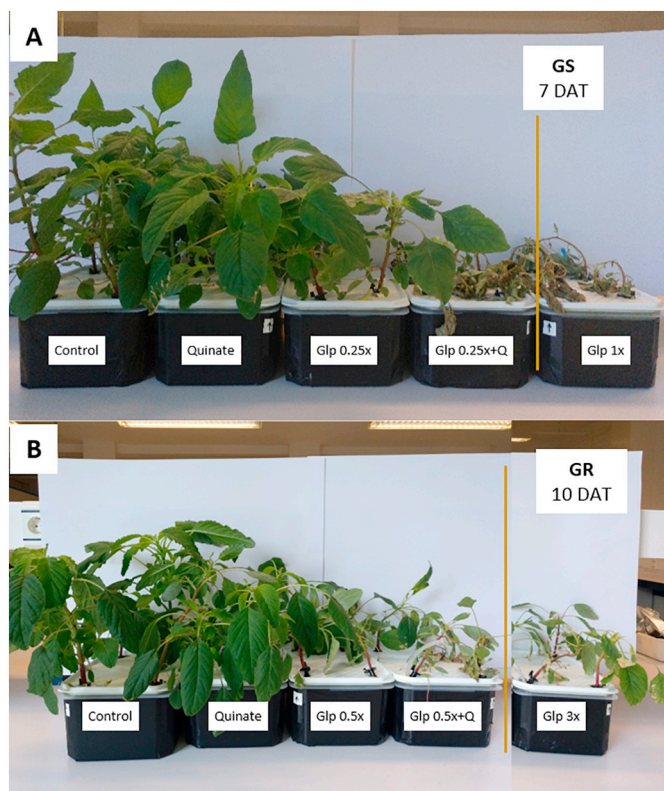 A
GS
7 DAT
Control
Quinate
Glp 0.25x
Glp 0.25x+Q
Glp 1x
B
GR
10 DAT
Control
Quinate
Glp 0.5x
Glp 0.5x+Q
Glp 3x